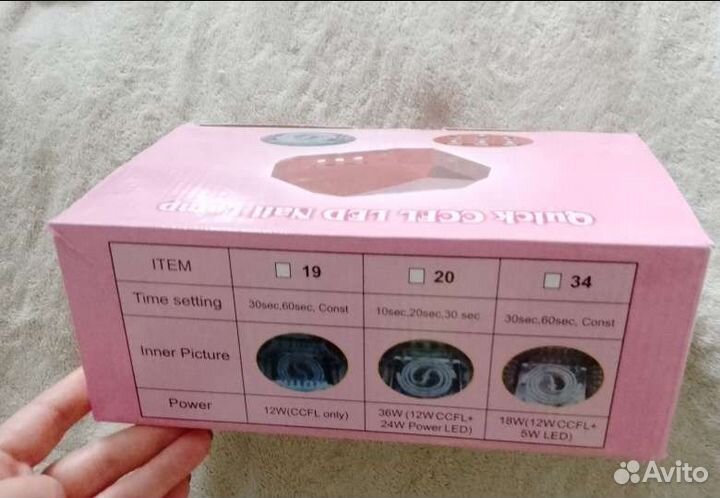 Quick CCFL LED Nail Lamp
ITEM 19 20 34
Time setting 30sec,60sec, Const 10sec,20sec,30 sec 30sec,60sec, Const
Inner Picture
Power 12W(CCFL only) 36W (12W CCFL+ 24W Power LED) 18W(12W CCFL+ 5W LED)
Avito